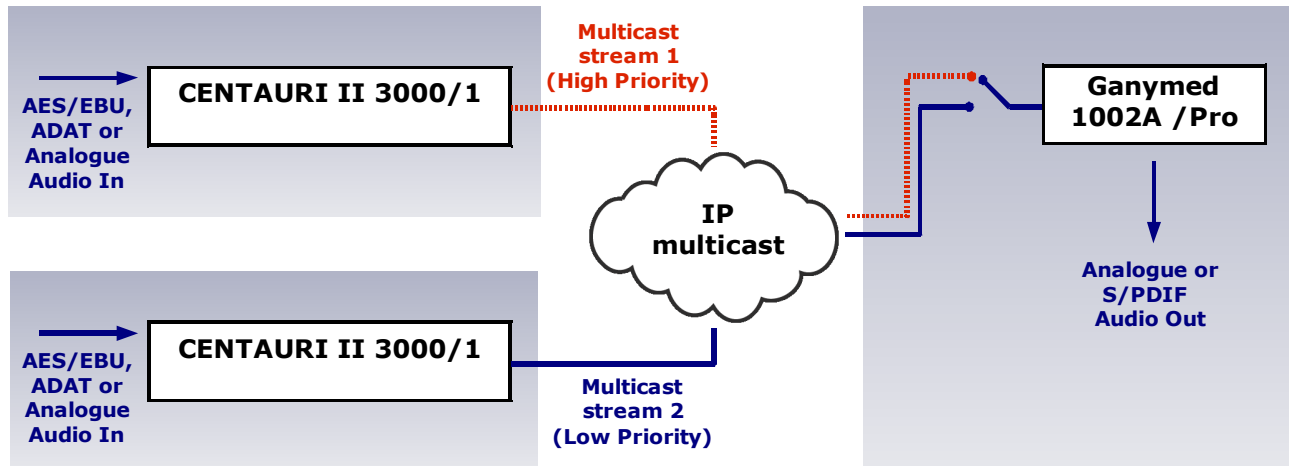 CENTAURI II 3000/1
AES/EBU,
ADAT or
Analogue
Audio In
Multicast
stream 1
(High Priority)
IP
multicast
Ganymed
1002A /Pro
Analogue or
S/PDIF
Audio Out
CENTAURI II 3000/1
AES/EBU,
ADAT or
Analogue
Audio In
Multicast
stream 2
(Low Priority)